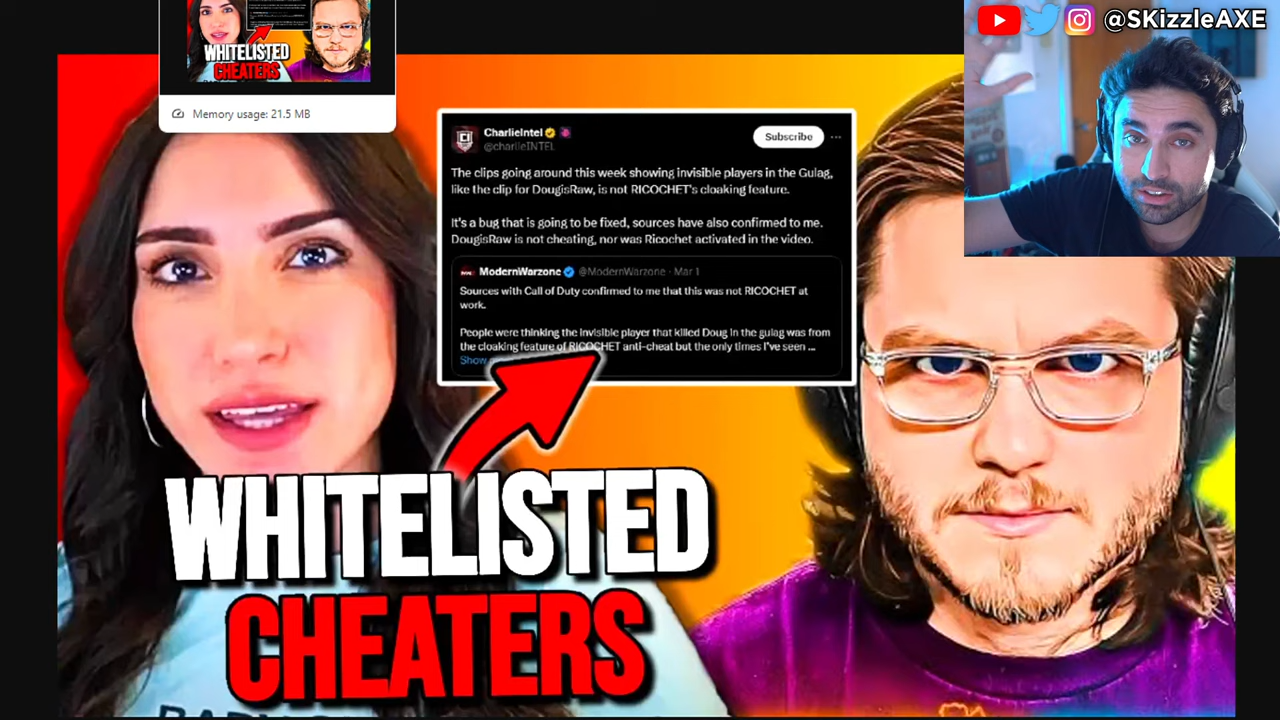 @SKizzleAXE
WHITELISTED
CHEATERS
Memory usage: 21.5 MB
CharlieIntel
@charlieINTEL
Subscribe
The clips going around this week showing invisible players in the Gulag,
like the clip for DougisRaw, is not RICOCHET's cloaking feature.
It's a bug that is going to be fixed, sources have also confirmed to me.
DougisRaw is not cheating, nor was Ricochet activated in the video.
ModernWarzone @ModernWarzone · Mar 1
Sources with Call of Duty confirmed to me that this was not RICOCHET at
work.
People were thinking the invisible player that killed Doug in the gulag was from
the cloaking feature of RICOCHET anti-cheat but the only times I've seen ...
Show
WHITELISTED
CHEATERS